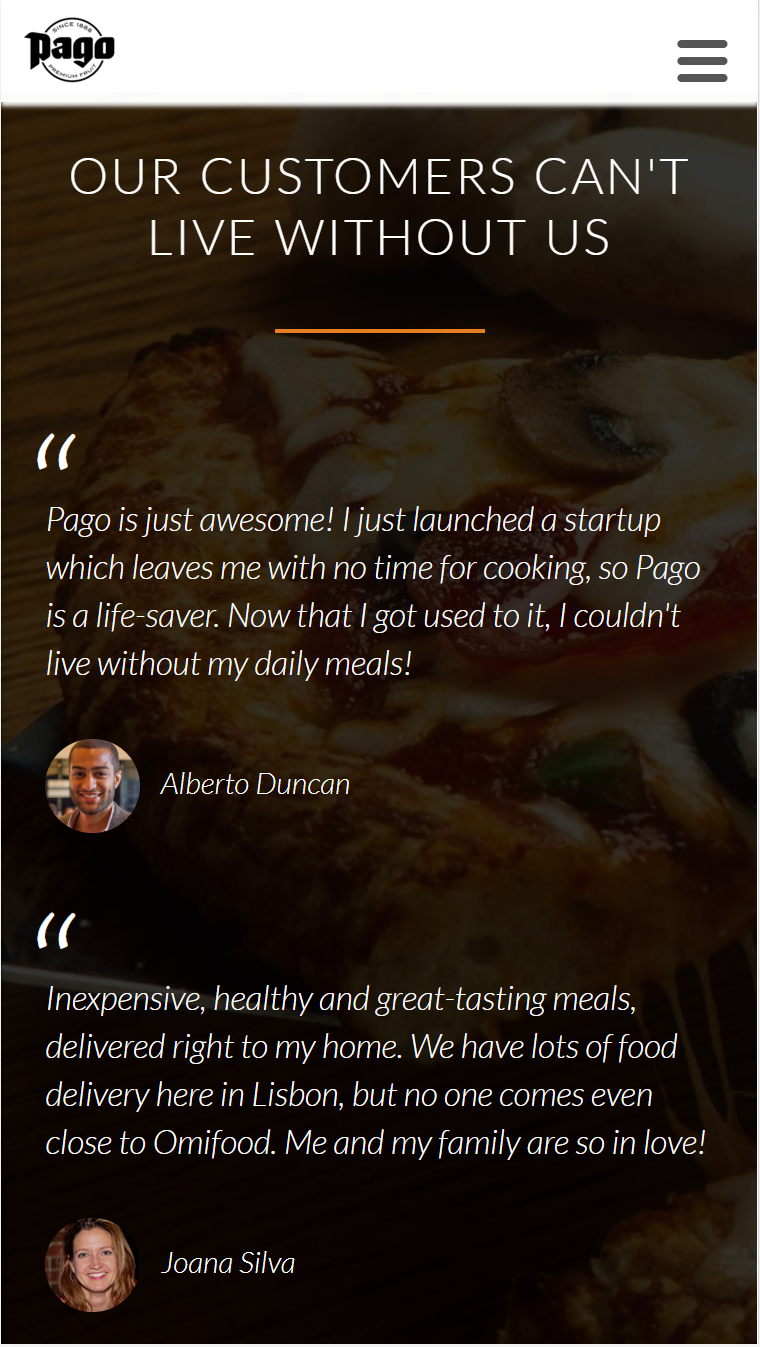 SINCE 1888
Pago
PREMIUM FRUIT
OUR CUSTOMERS CAN'T
LIVE WITHOUT US
“
Pago is just awesome! I just launched a startup
which leaves me with no time for cooking, so Pago
is a life-saver. Now that I got used to it, I couldn't
live without my daily meals!
Alberto Duncan
“
Inexpensive, healthy and great-tasting meals,
delivered right to my home. We have lots of food
delivery here in Lisbon, but no one comes even
close to Omifood. Me and my family are so in love!
Joana Silva